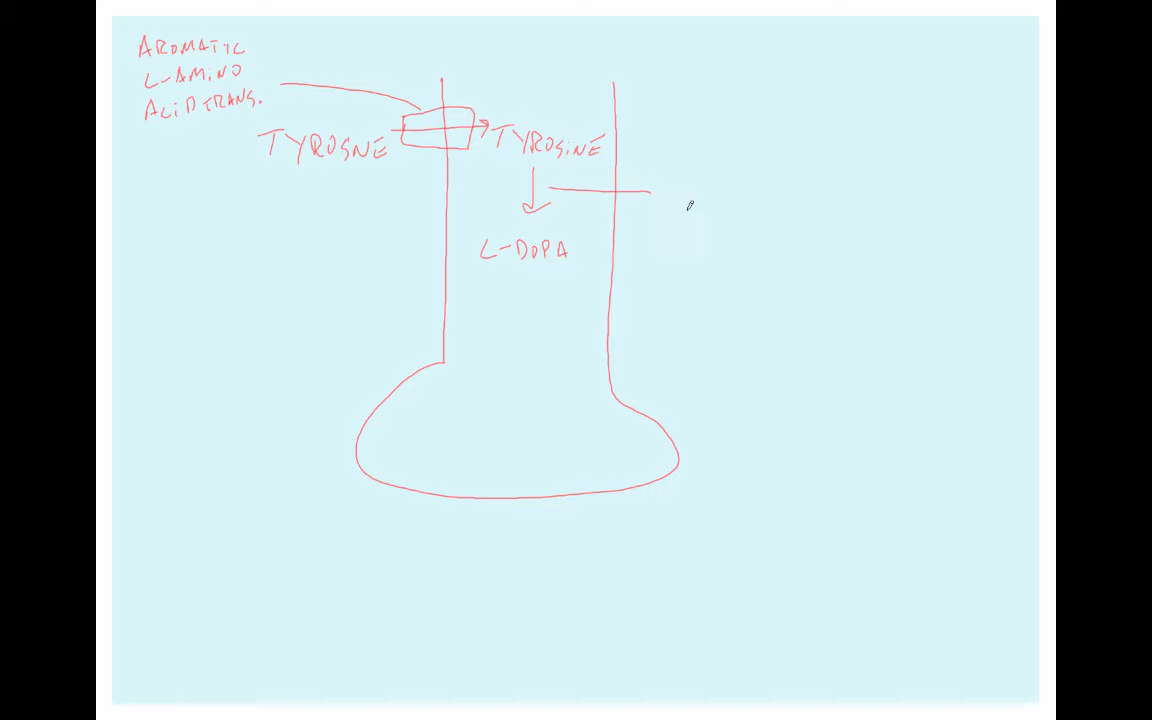 AROMATIC
L-AMINO
ACID TRANS.
TYROSNE
TYROSINE
L-DOPA